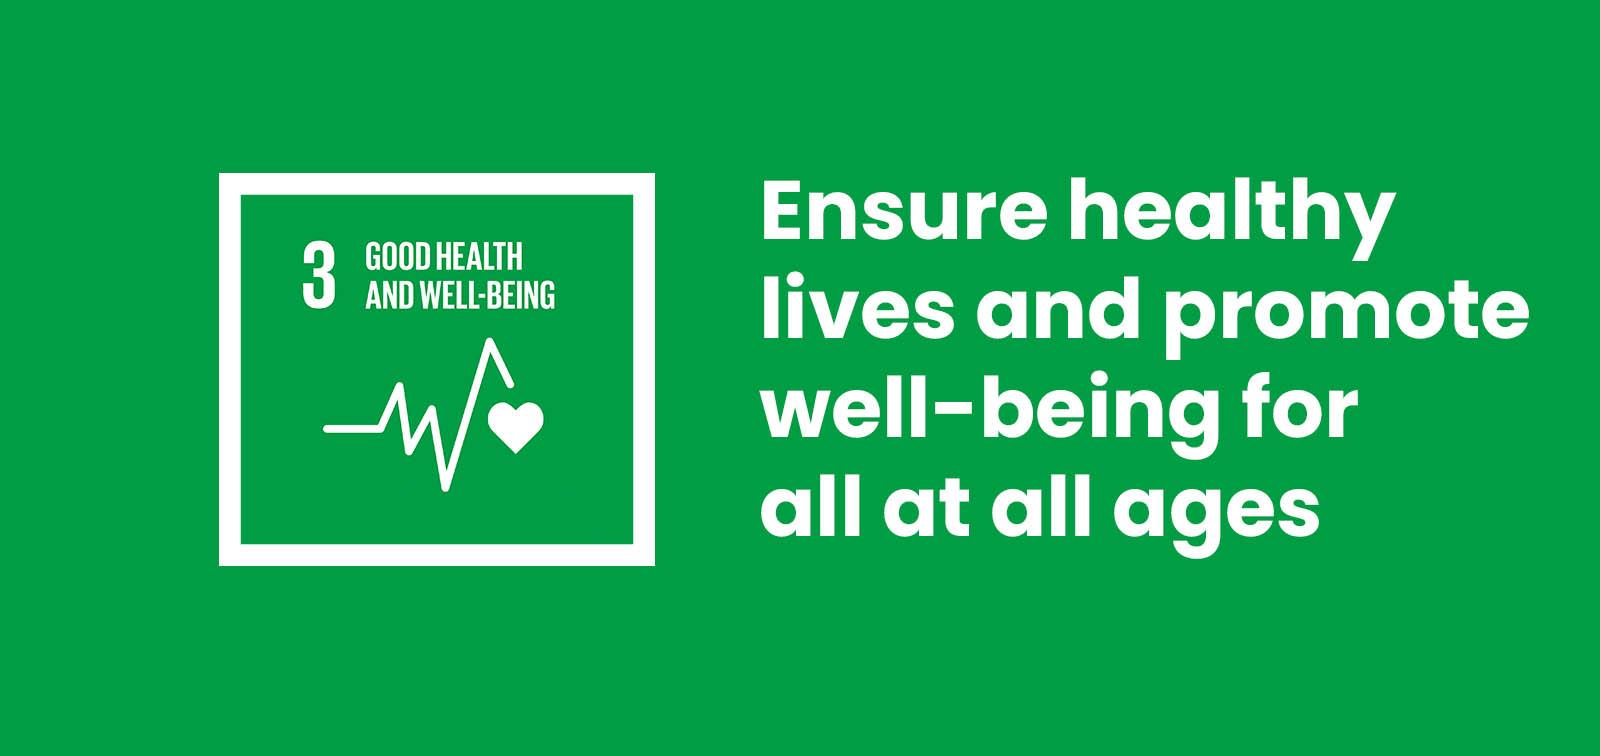 3
GOOD HEALTH
AND WELL-BEING
Ensure healthy
lives and promote
well-being for
all at all ages